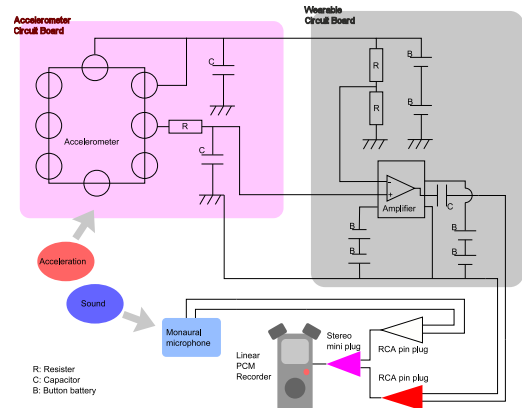 Accelerometer
Circuit Board
Wearable
Circuit Board
C
B
R
R
B
R
Accelerometer
C
-
+
Amplifier
C
B
B
B
B
Acceleration
Sound
Monaural
microphone
Stereo
mini plug
RCA pin plug
Linear
PCM
Recorder
RCA pin plug
R: Resister
C: Capacitor
B: Button battery